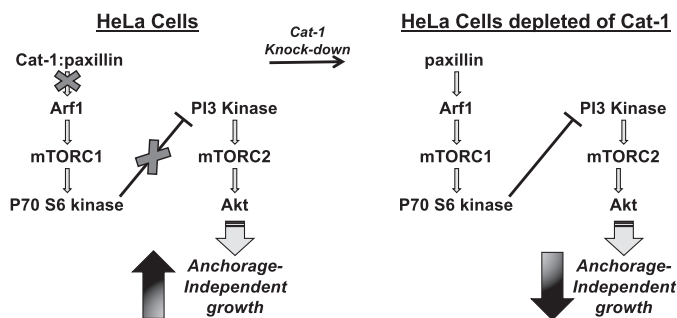 HeLa Cells
Cat-1:paxillin
Arf1
mTORC1
P70 S6 kinase
PI3 Kinase
mTORC2
Akt
Anchorage-
Independent
growth
Cat-1
Knock-down
HeLa Cells depleted of Cat-1
paxillin
Arf1
mTORC1
P70 S6 kinase
PI3 Kinase
mTORC2
Akt
Anchorage-
Independent
growth